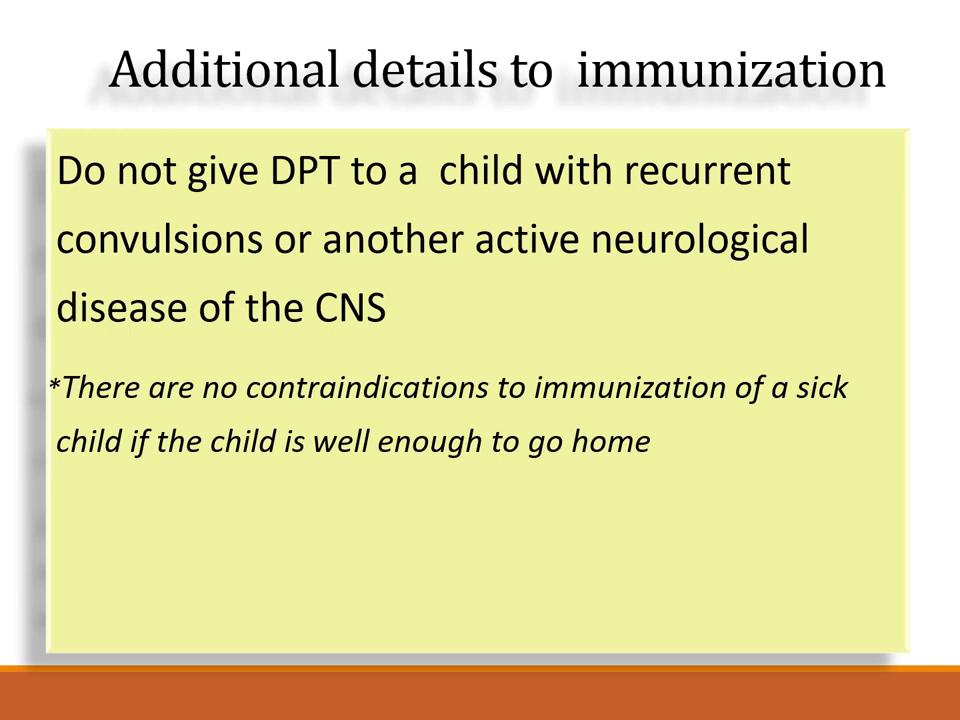 Additional details to immunization
Do not give DPT to a child with recurrent
convulsions or another active neurological
disease of the CNS
*There are no contraindications to immunization of a sick
child if the child is well enough to go home